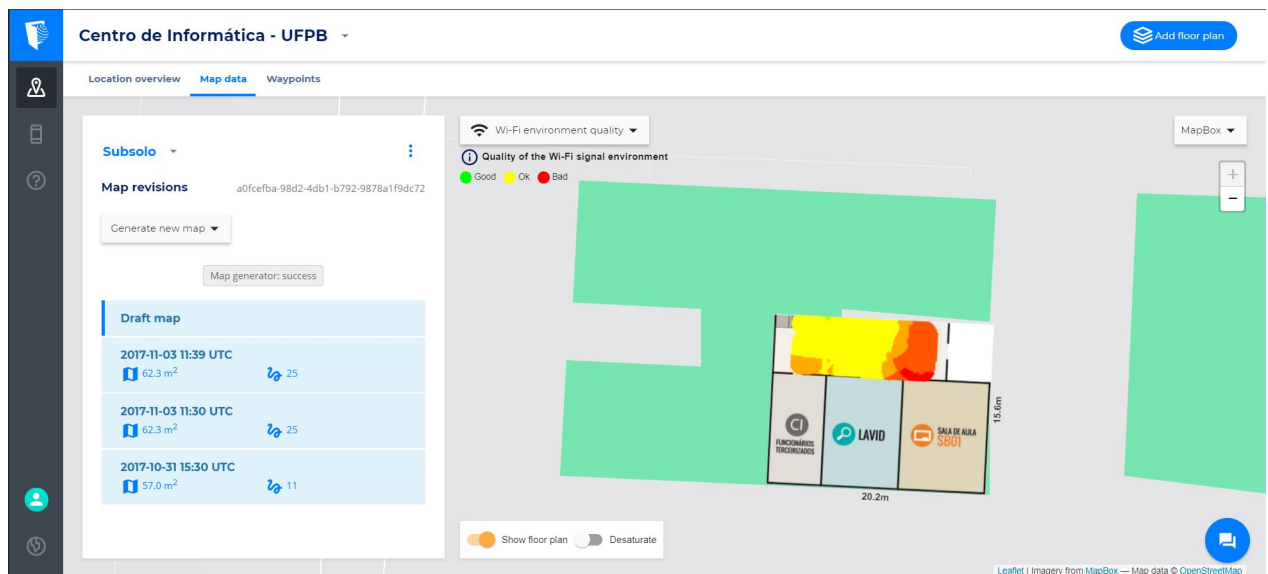 Centro de Informática - UFPB
Add floor plan
Location overview Map data Waypoints
Subsolo
Map revisions a0fcefba-98d2-4db1-b792-9878a1f9dc72
Generate new map
Map generator: success
Draft map
2017-11-03 11:39 UTC
62.3 m² 25
2017-11-03 11:30 UTC
62.3 m² 25
2017-10-31 15:30 UTC
57.0 m² 11
Wi-Fi environment quality
Quality of the Wi-Fi signal environment
Good Ok Bad
MapBox
+
−
CI
FUNCIONÁRIOS
TERCEIRIZADOS
LAVID
SALA DE AULA
SB01
15.6m
20.2m
Show floor plan Desaturate
Leaflet | Imagery from MapBox — Map data © OpenStreetMap